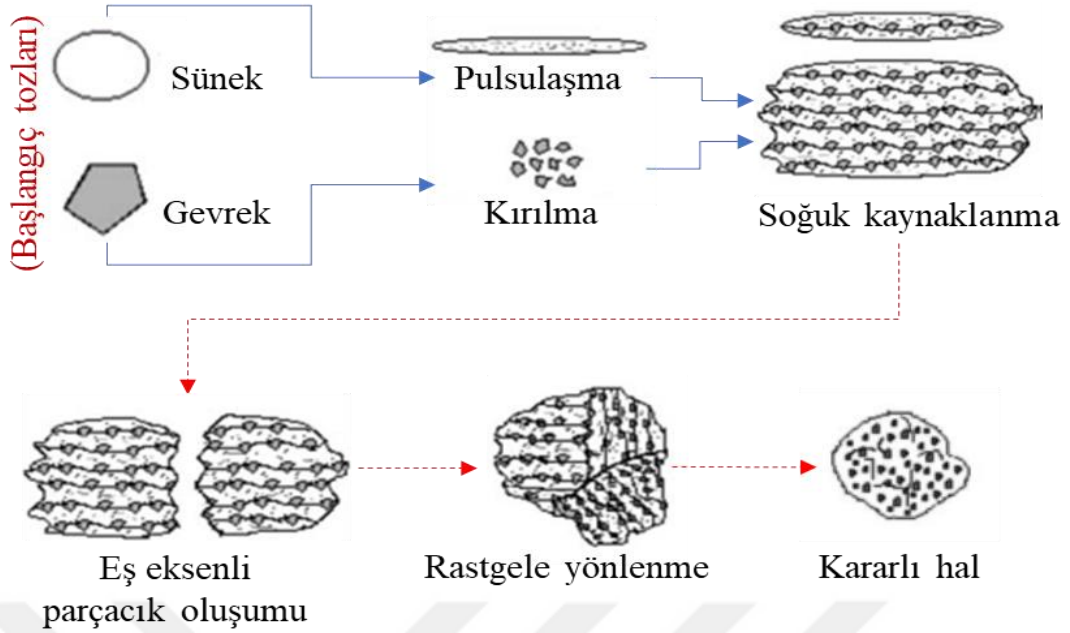 (Başlangıç tozları)
Sünek
Pulsulaşma
Gevrek
Kırılma
Soğuk kaynaklanma
Eş eksenli
parçacık oluşumu
Rastgele yönlenme
Kararlı hal